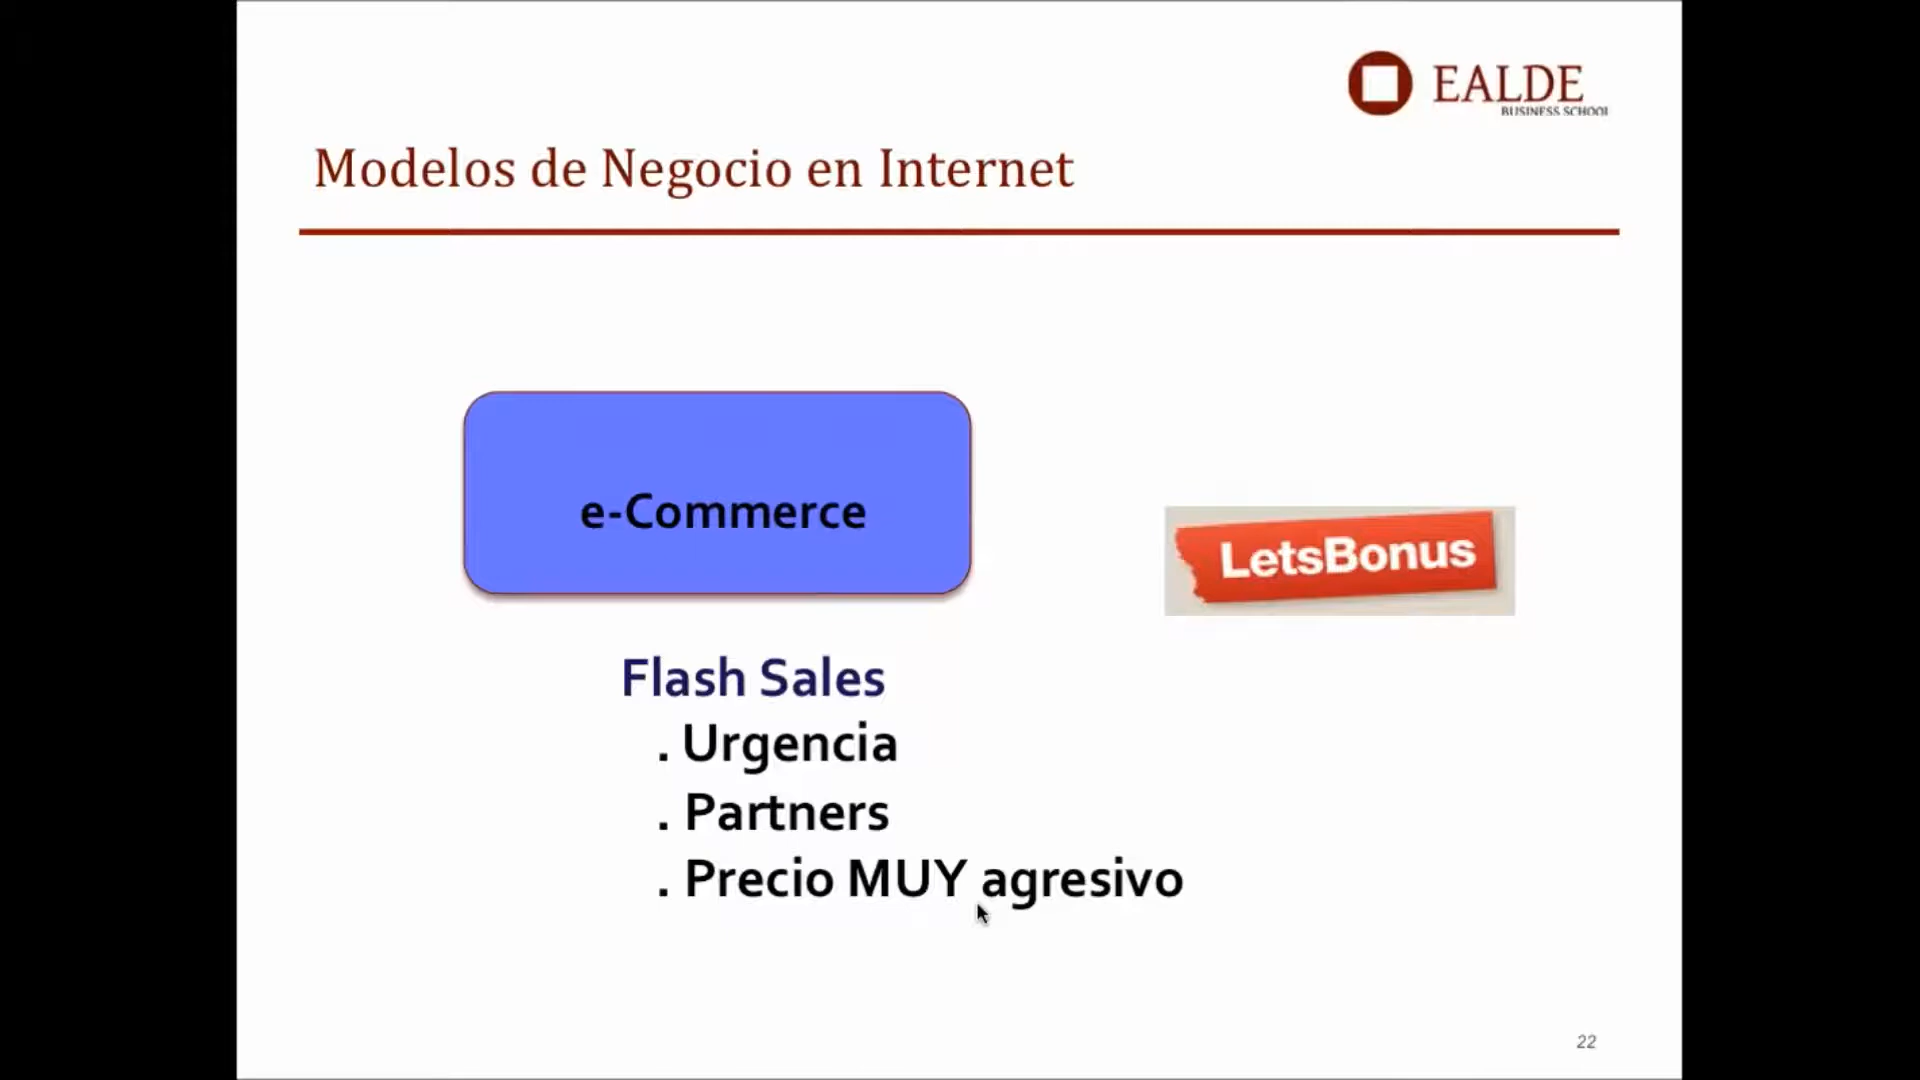 EALDE
BUSINESS SCHOOL
Modelos de Negocio en Internet
e-Commerce
LetsBonus
Flash Sales
. Urgencia
. Partners
. Precio MUY agresivo
22